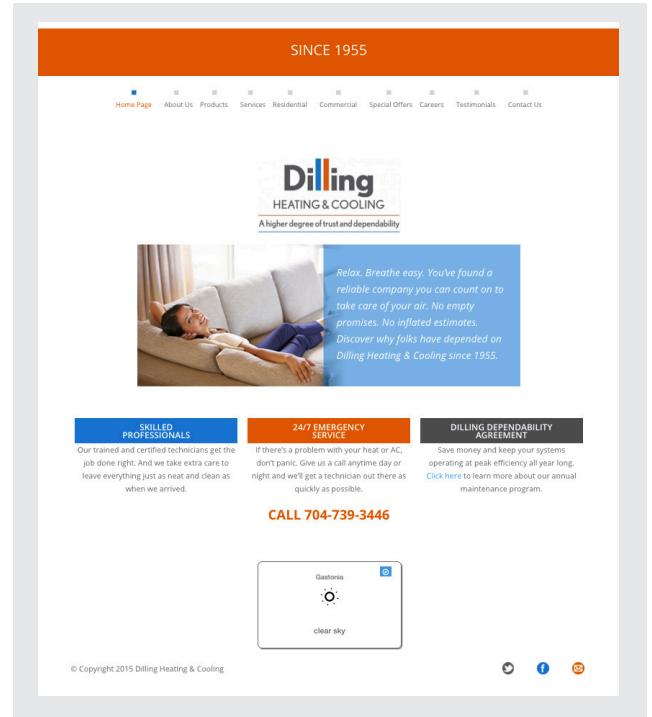 SINCE 1955
Home Page About Us Products Services Residential Commercial Special Offers Careers Testimonials Contact Us
Dilling
HEATING & COOLING
A higher degree of trust and dependability
Relax. Breathe easy. You've found a
reliable company you can count on to
take care of your air. No empty
promises. No inflated estimates.
Discover why folks have depended on
Dilling Heating & Cooling since 1955.
SKILLED
PROFESSIONALS
Our trained and certified technicians get the
job done right. And we take extra care to
leave everything just as neat and clean as
when we arrived.
24/7 EMERGENCY
SERVICE
If there's a problem with your heat or AC,
don't panic. Give us a call anytime day or
night and we'll get a technician out there as
quickly as possible.
CALL 704-739-3446
DILLING DEPENDABILITY
AGREEMENT
Save money and keep your systems
operating at peak efficiency all year long.
Click here to learn more about our annual
maintenance program.
Gastonia
clear sky
© Copyright 2015 Dilling Heating & Cooling